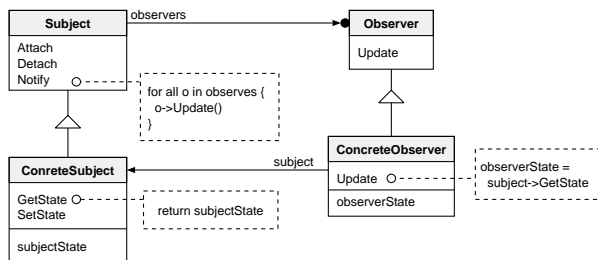 Subject
observers
Observer
Attach
Detach
Notify
Update
for all o in observes {
o->Update()
}
ConreteSubject
subject
ConcreteObserver
GetState
SetState
return subjectState
Update
observerState =
subject->GetState
subjectState
observerState